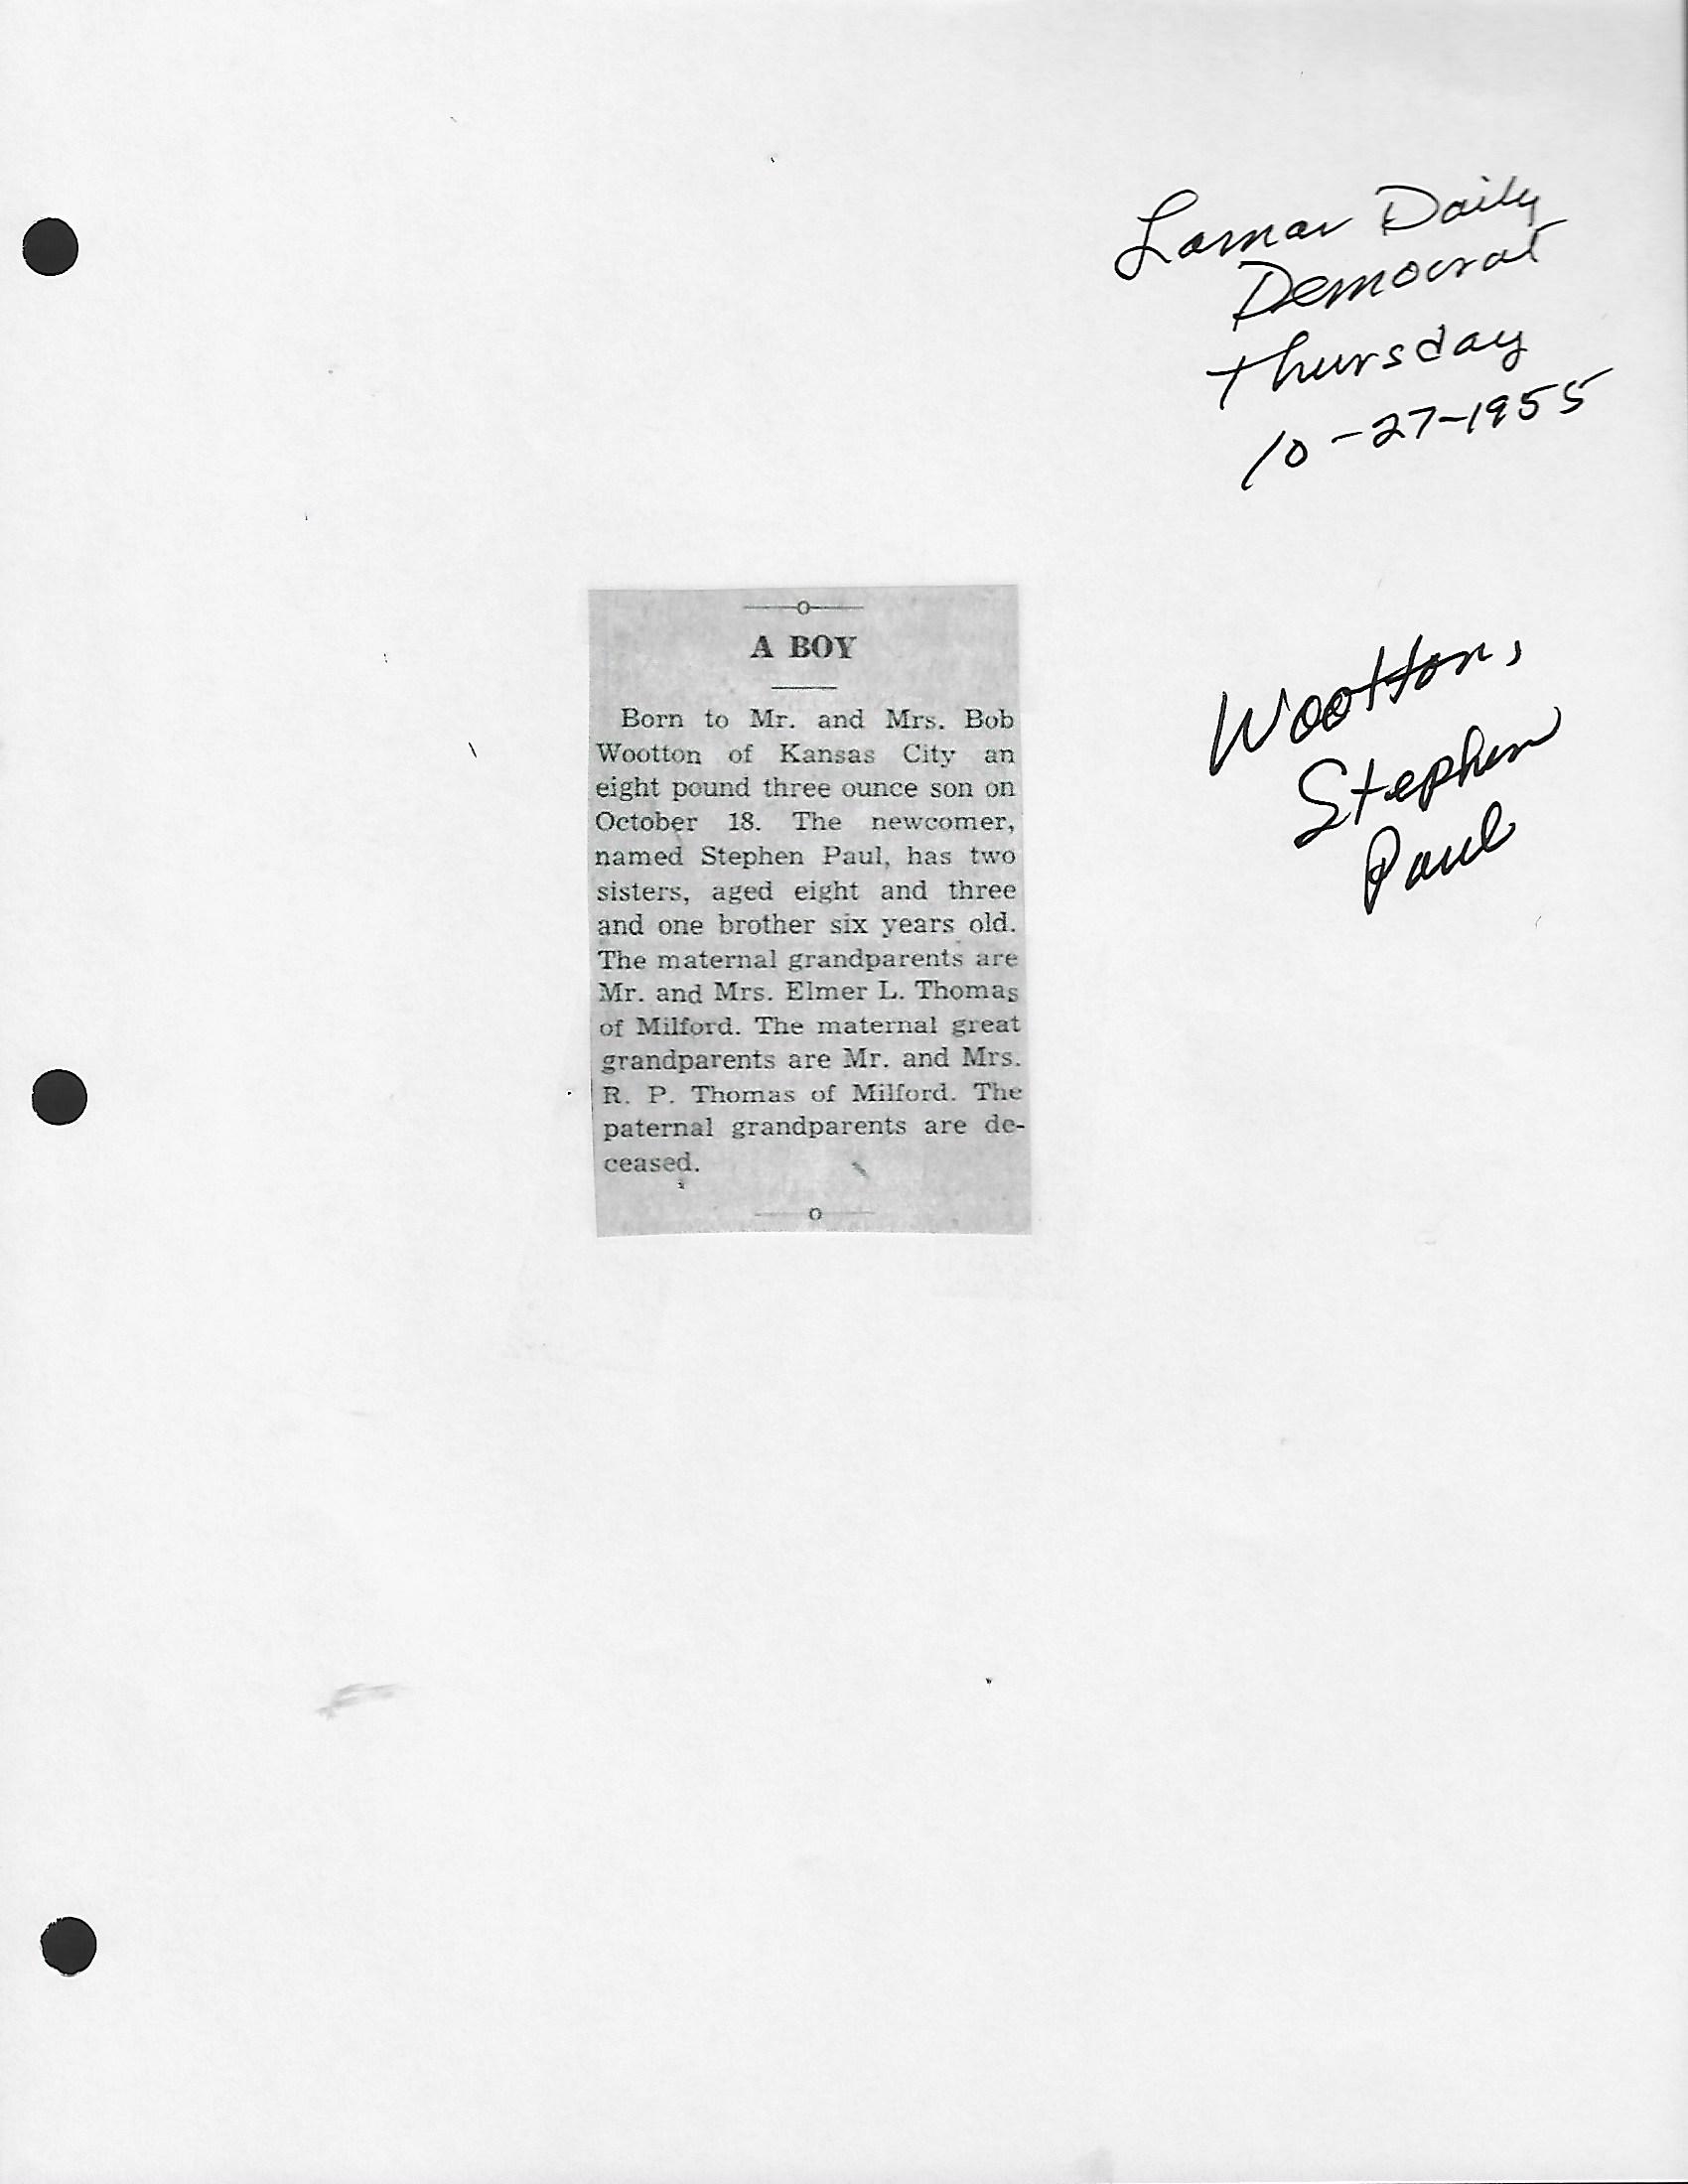 Lamar Daily
Democrat
Thursday
10-27-1955
Wootton,
Stephen
Paul
A BOY
Born to Mr. and Mrs. Bob
Wootton of Kansas City an
eight pound three ounce son on
October 18. The newcomer,
named Stephen Paul, has two
sisters, aged eight and three
and one brother six years old.
The maternal grandparents are
Mr. and Mrs. Elmer L. Thomas
of Milford. The maternal great
grandparents are Mr. and Mrs.
R. P. Thomas of Milford. The
paternal grandparents are de-
ceased.